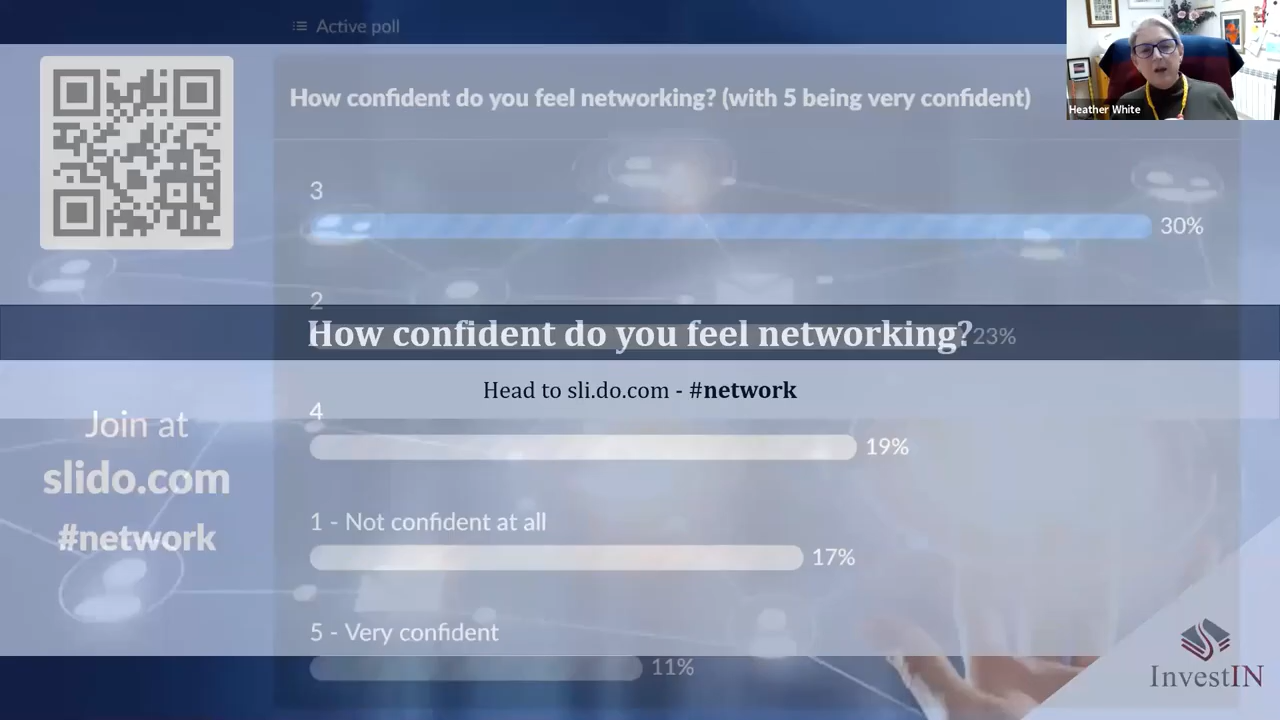 Active poll
How confident do you feel networking? (with 5 being very confident)
Heather White
3
30%
2
How confident do you feel networking?
23%
Head to sli.do.com - #network
4
19%
Join at
slido.com
#network
1 - Not confident at all
17%
5 - Very confident
11%
InvestIN